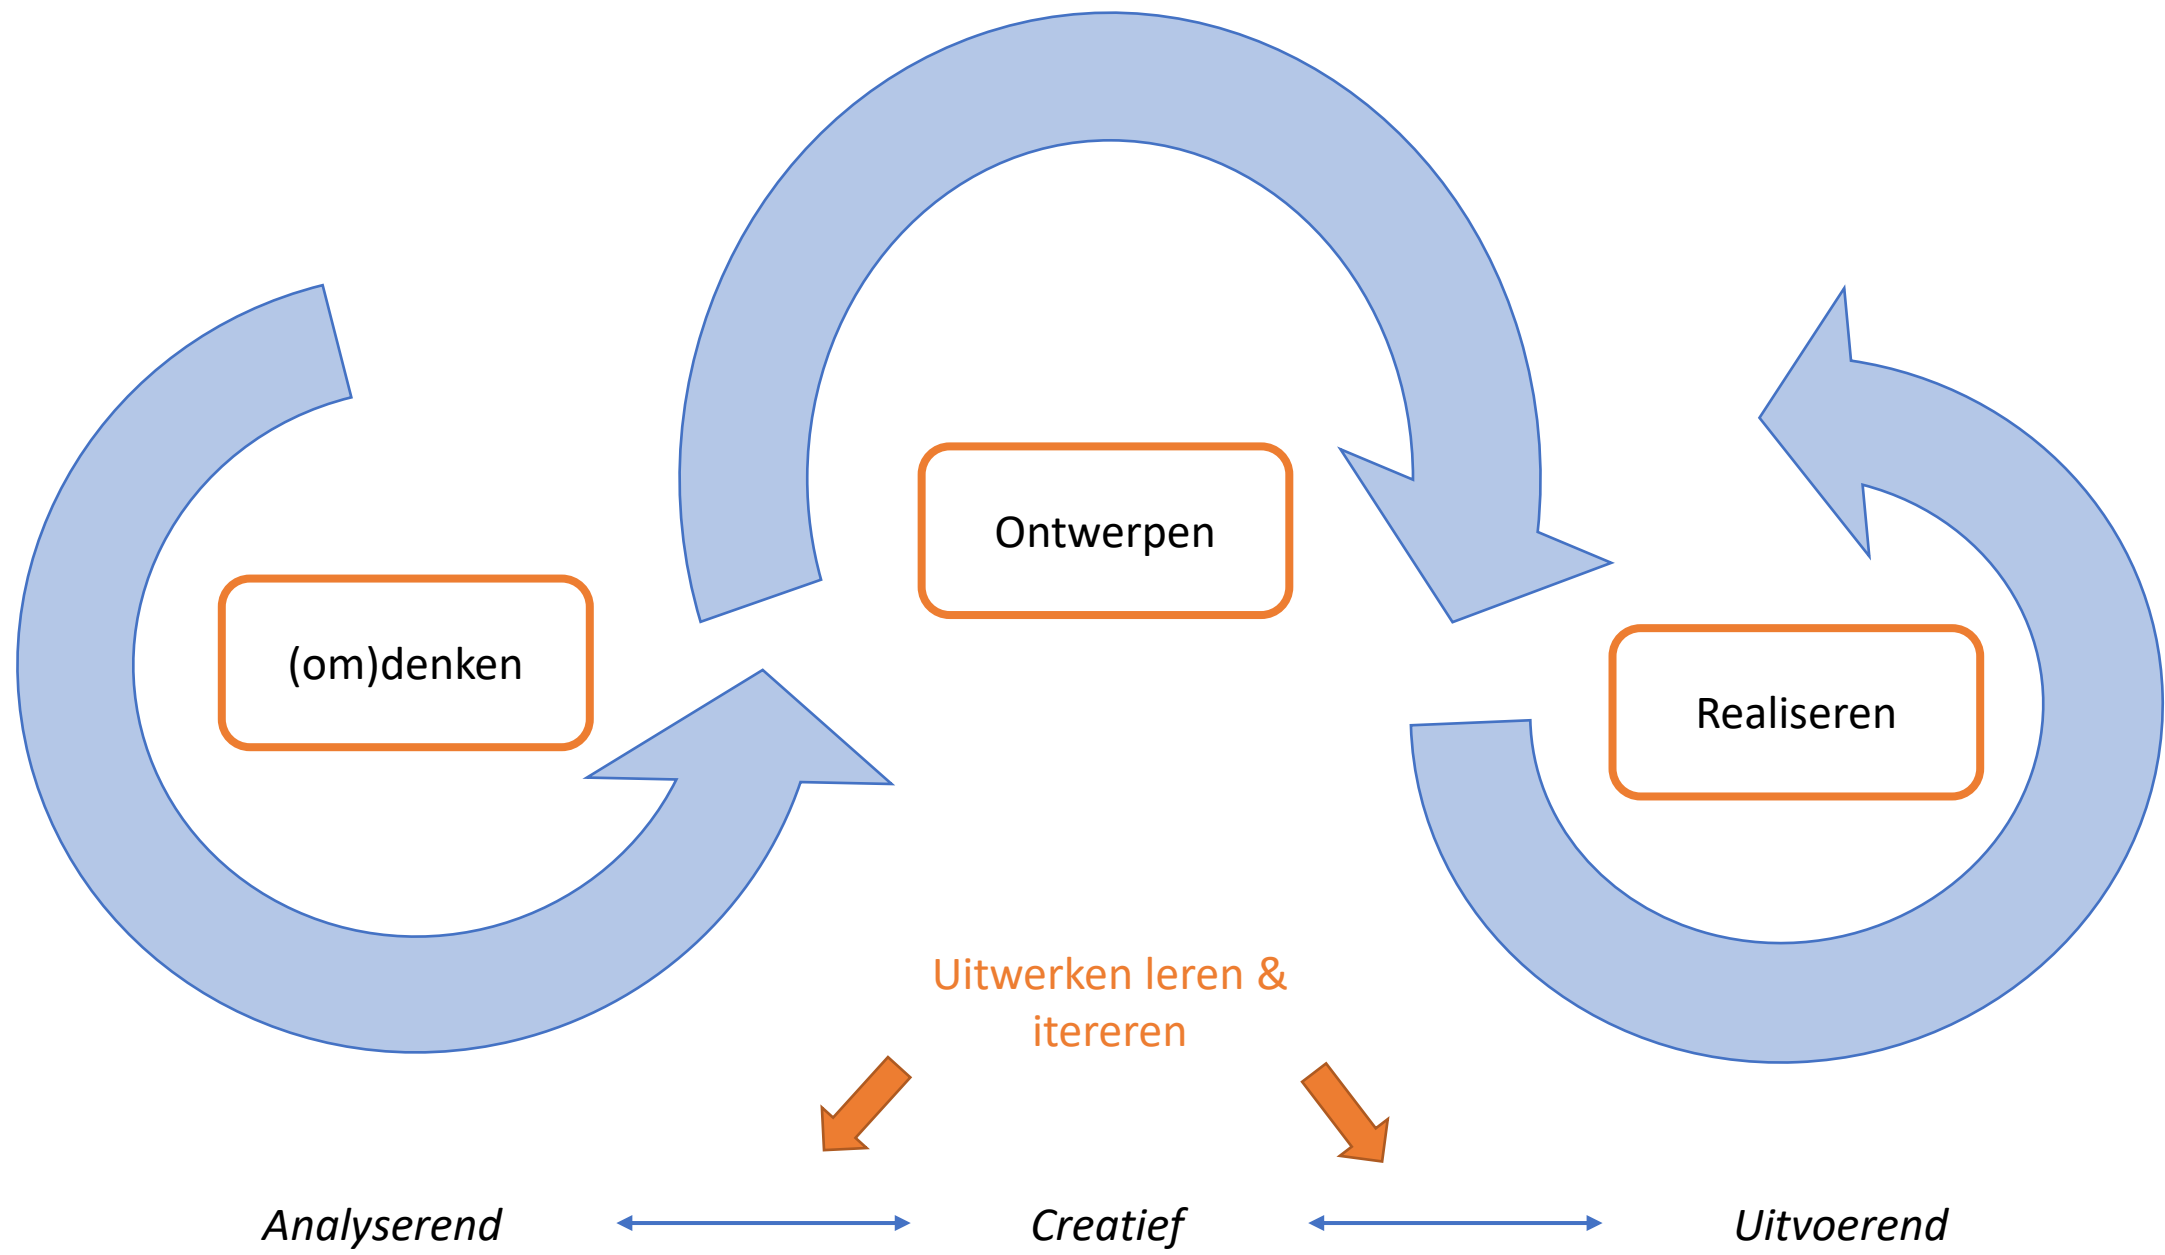 Ontwerpen
(om)denken
Realiseren
Uitwerken leren &
itereren
Analyserend
Creatief
Uitvoerend